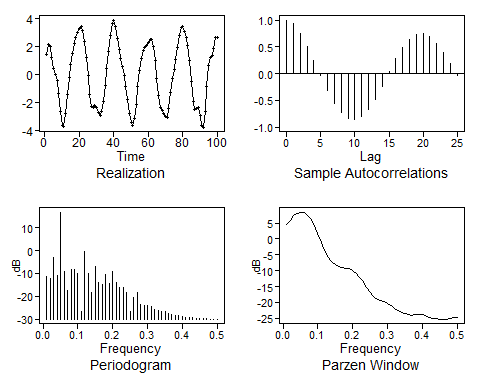 4
2
0
-2
-4
0 20 40 60 80 100
Time
Realization
1.0
0.5
0.0
-0.5
-1.0
0 5 10 15 20 25
Lag
Sample Autocorrelations
dB
10
0
-10
-20
-30
0.0 0.1 0.2 0.3 0.4 0.5
Frequency
Periodogram
dB
5
0
-5
-10
-15
-20
-25
0.0 0.1 0.2 0.3 0.4 0.5
Frequency
Parzen Window